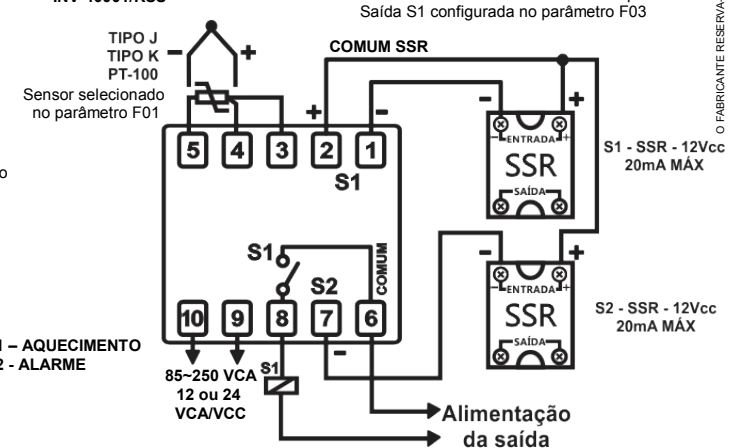 Saída S1 configurada no parâmetro F03
TIPO J
TIPO K
PT-100
- +
Sensor selecionado
no parâmetro F01
COMUM SSR
+ -
5 4 3 2 1
S1
- +
ENTRADA
SSR
SAÍDA
S1 - SSR - 12Vcc
20mA MÁX
S1
S2
COMUM
10 9 8 7 6
-
- +
ENTRADA
SSR
SAÍDA
S2 - SSR - 12Vcc
20mA MÁX
1 – AQUECIMENTO
2 - ALARME
85~250 VCA
12 ou 24
VCA/VCC
S1
Alimentação
da saída
O FABRICANTE RESERVA-